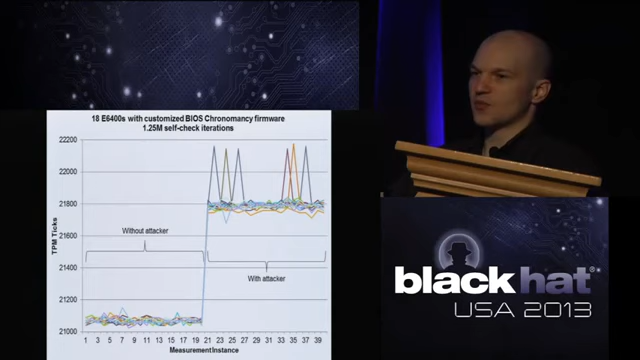 18 E6400s with customized BIOS Chronomancy firmware
1.25M self-check iterations
22200
22000
21800
21600
21400
21200
21000
TPM Ticks
Without attacker
With attacker
1 3 5 7 9 11 13 15 17 19 21 23 25 27 29 31 33 35 37 39
Measurement Instance
black hat®
USA 2013